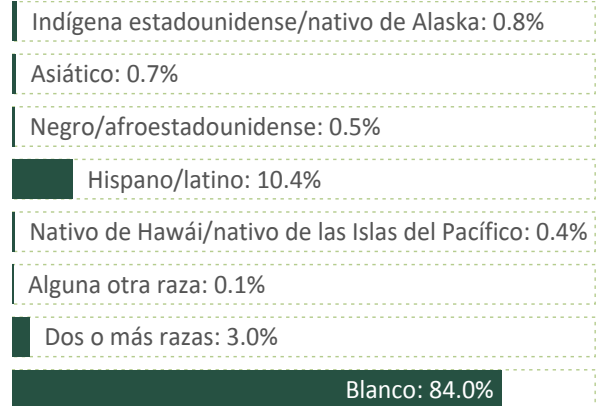 Indígena estadounidense/nativo de Alaska: 0.8%
Asiático: 0.7%
Negro/afroestadounidense: 0.5%
Hispano/latino: 10.4%
Nativo de Hawái/nativo de las Islas del Pacífico: 0.4%
Alguna otra raza: 0.1%
Dos o más razas: 3.0%
Blanco: 84.0%